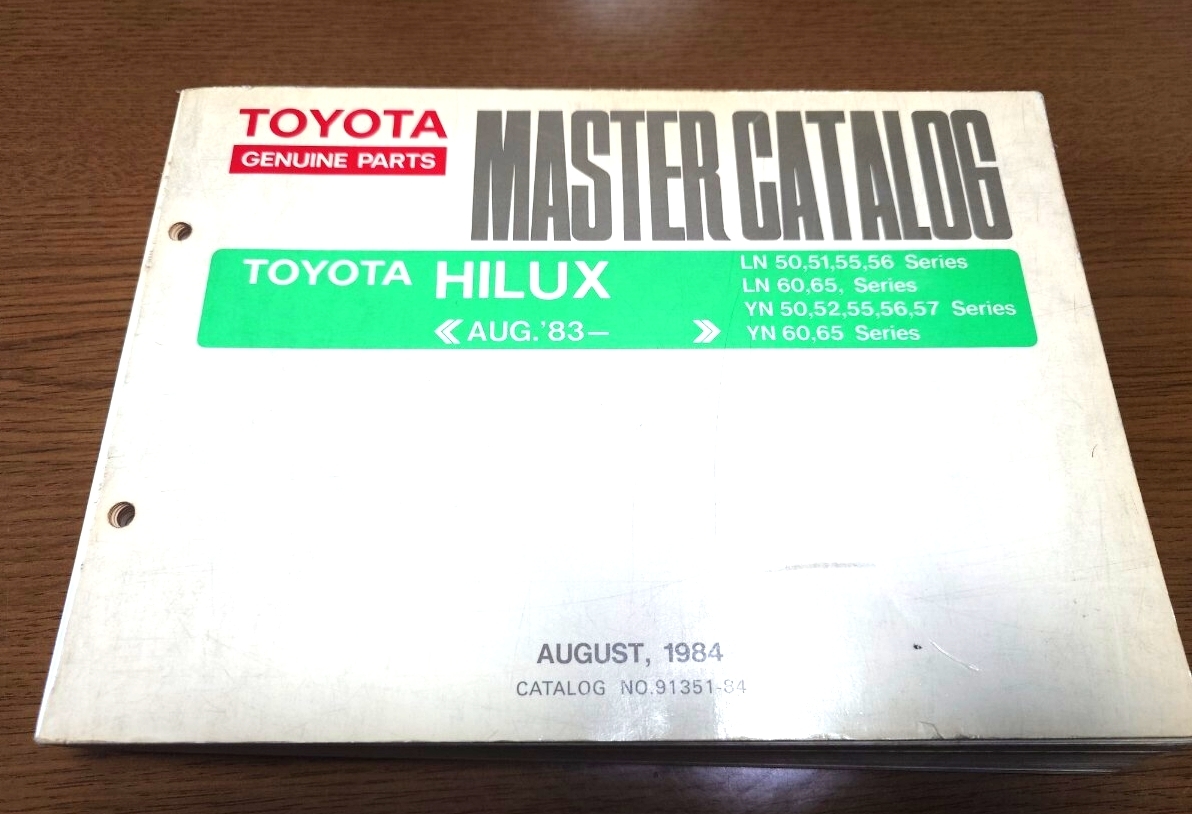 TOYOTA
GENUINE PARTS
MASTER CATALOG
TOYOTA HILUX
≪ AUG.'83— ≫
LN 50,51,55,56 Series
LN 60,65, Series
YN 50,52,55,56,57 Series
YN 60,65 Series
AUGUST, 1984
CATALOG NO.91351-84